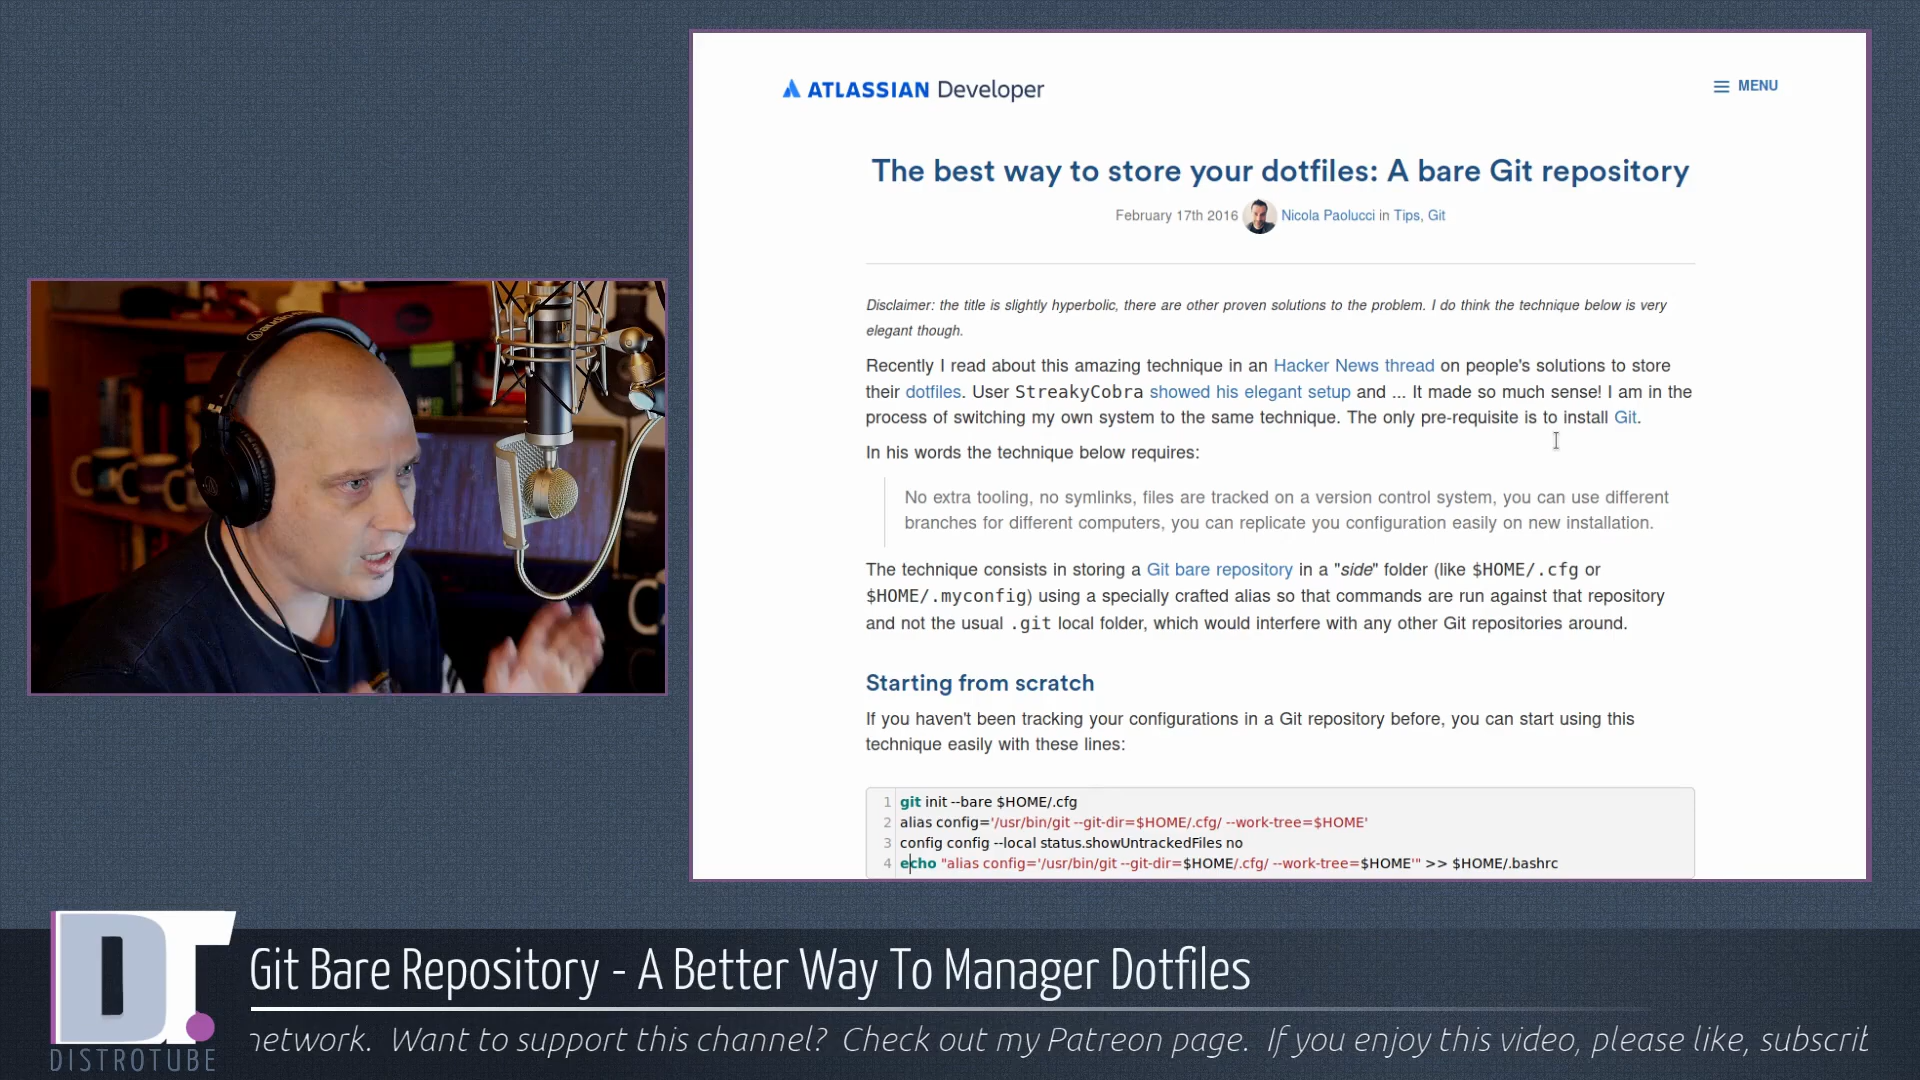 ATLASSIAN Developer
MENU
The best way to store your dotfiles: A bare Git repository
February 17th 2016 Nicola Paolucci in Tips, Git
Disclaimer: the title is slightly hyperbolic, there are other proven solutions to the problem. I do think the technique below is very
elegant though.
Recently I read about this amazing technique in an Hacker News thread on people's solutions to store
their dotfiles. User StreakyCobra showed his elegant setup and ... It made so much sense! I am in the
process of switching my own system to the same technique. The only pre-requisite is to install Git.
In his words the technique below requires:
No extra tooling, no symlinks, files are tracked on a version control system, you can use different
branches for different computers, you can replicate you configuration easily on new installation.
The technique consists in storing a Git bare repository in a "side" folder (like $HOME/.cfg or
$HOME/.myconfig) using a specially crafted alias so that commands are run against that repository
and not the usual .git local folder, which would interfere with any other Git repositories around.
Starting from scratch
If you haven't been tracking your configurations in a Git repository before, you can start using this
technique easily with these lines:
1 git init --bare $HOME/.cfg
2 alias config='/usr/bin/git --git-dir=$HOME/.cfg/ --work-tree=$HOME'
3 config config --local status.showUntrackedFiles no
4 echo "alias config='/usr/bin/git --git-dir=$HOME/.cfg/ --work-tree=$HOME'" >> $HOME/.bashrc
DT
DISTROTUBE
Git Bare Repository - A Better Way To Manager Dotfiles
network. Want to support this channel? Check out my Patreon page. If you enjoy this video, please like, subscrib